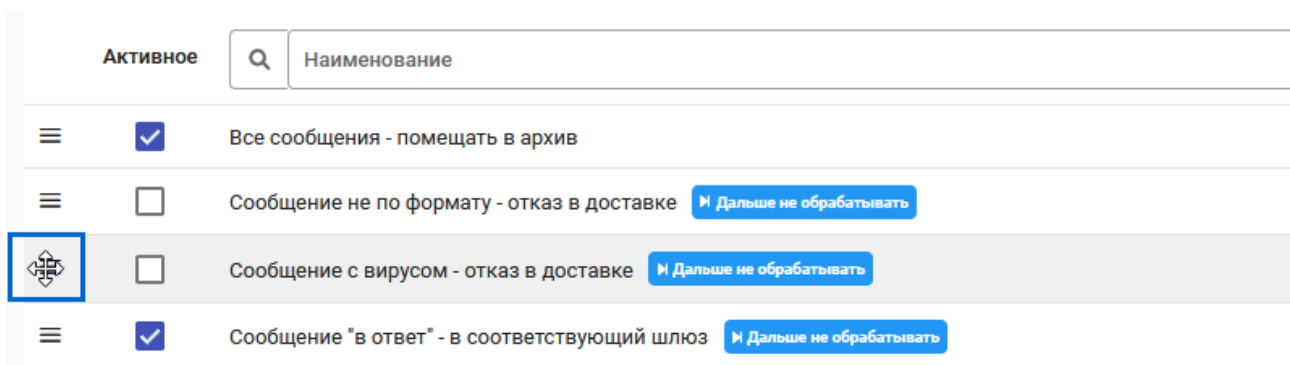 Активное Наименование
Все сообщения - помещать в архив
Сообщение не по формату - отказ в доставке Дальше не обрабатывать
Сообщение с вирусом - отказ в доставке Дальше не обрабатывать
Сообщение "в ответ" - в соответствующий шлюз Дальше не обрабатывать